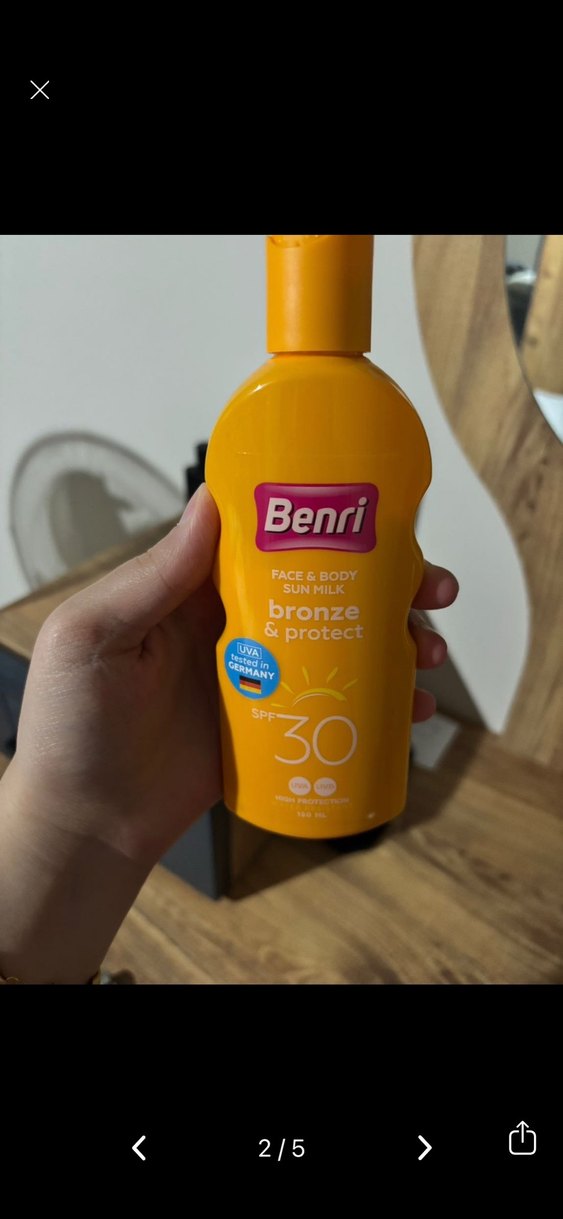 Benri
FACE & BODY
SUN MILK
bronze
& protect
UVA
tested in
GERMANY
SPF 30
UVA UVB
HIGH PROTECTION
2 / 5